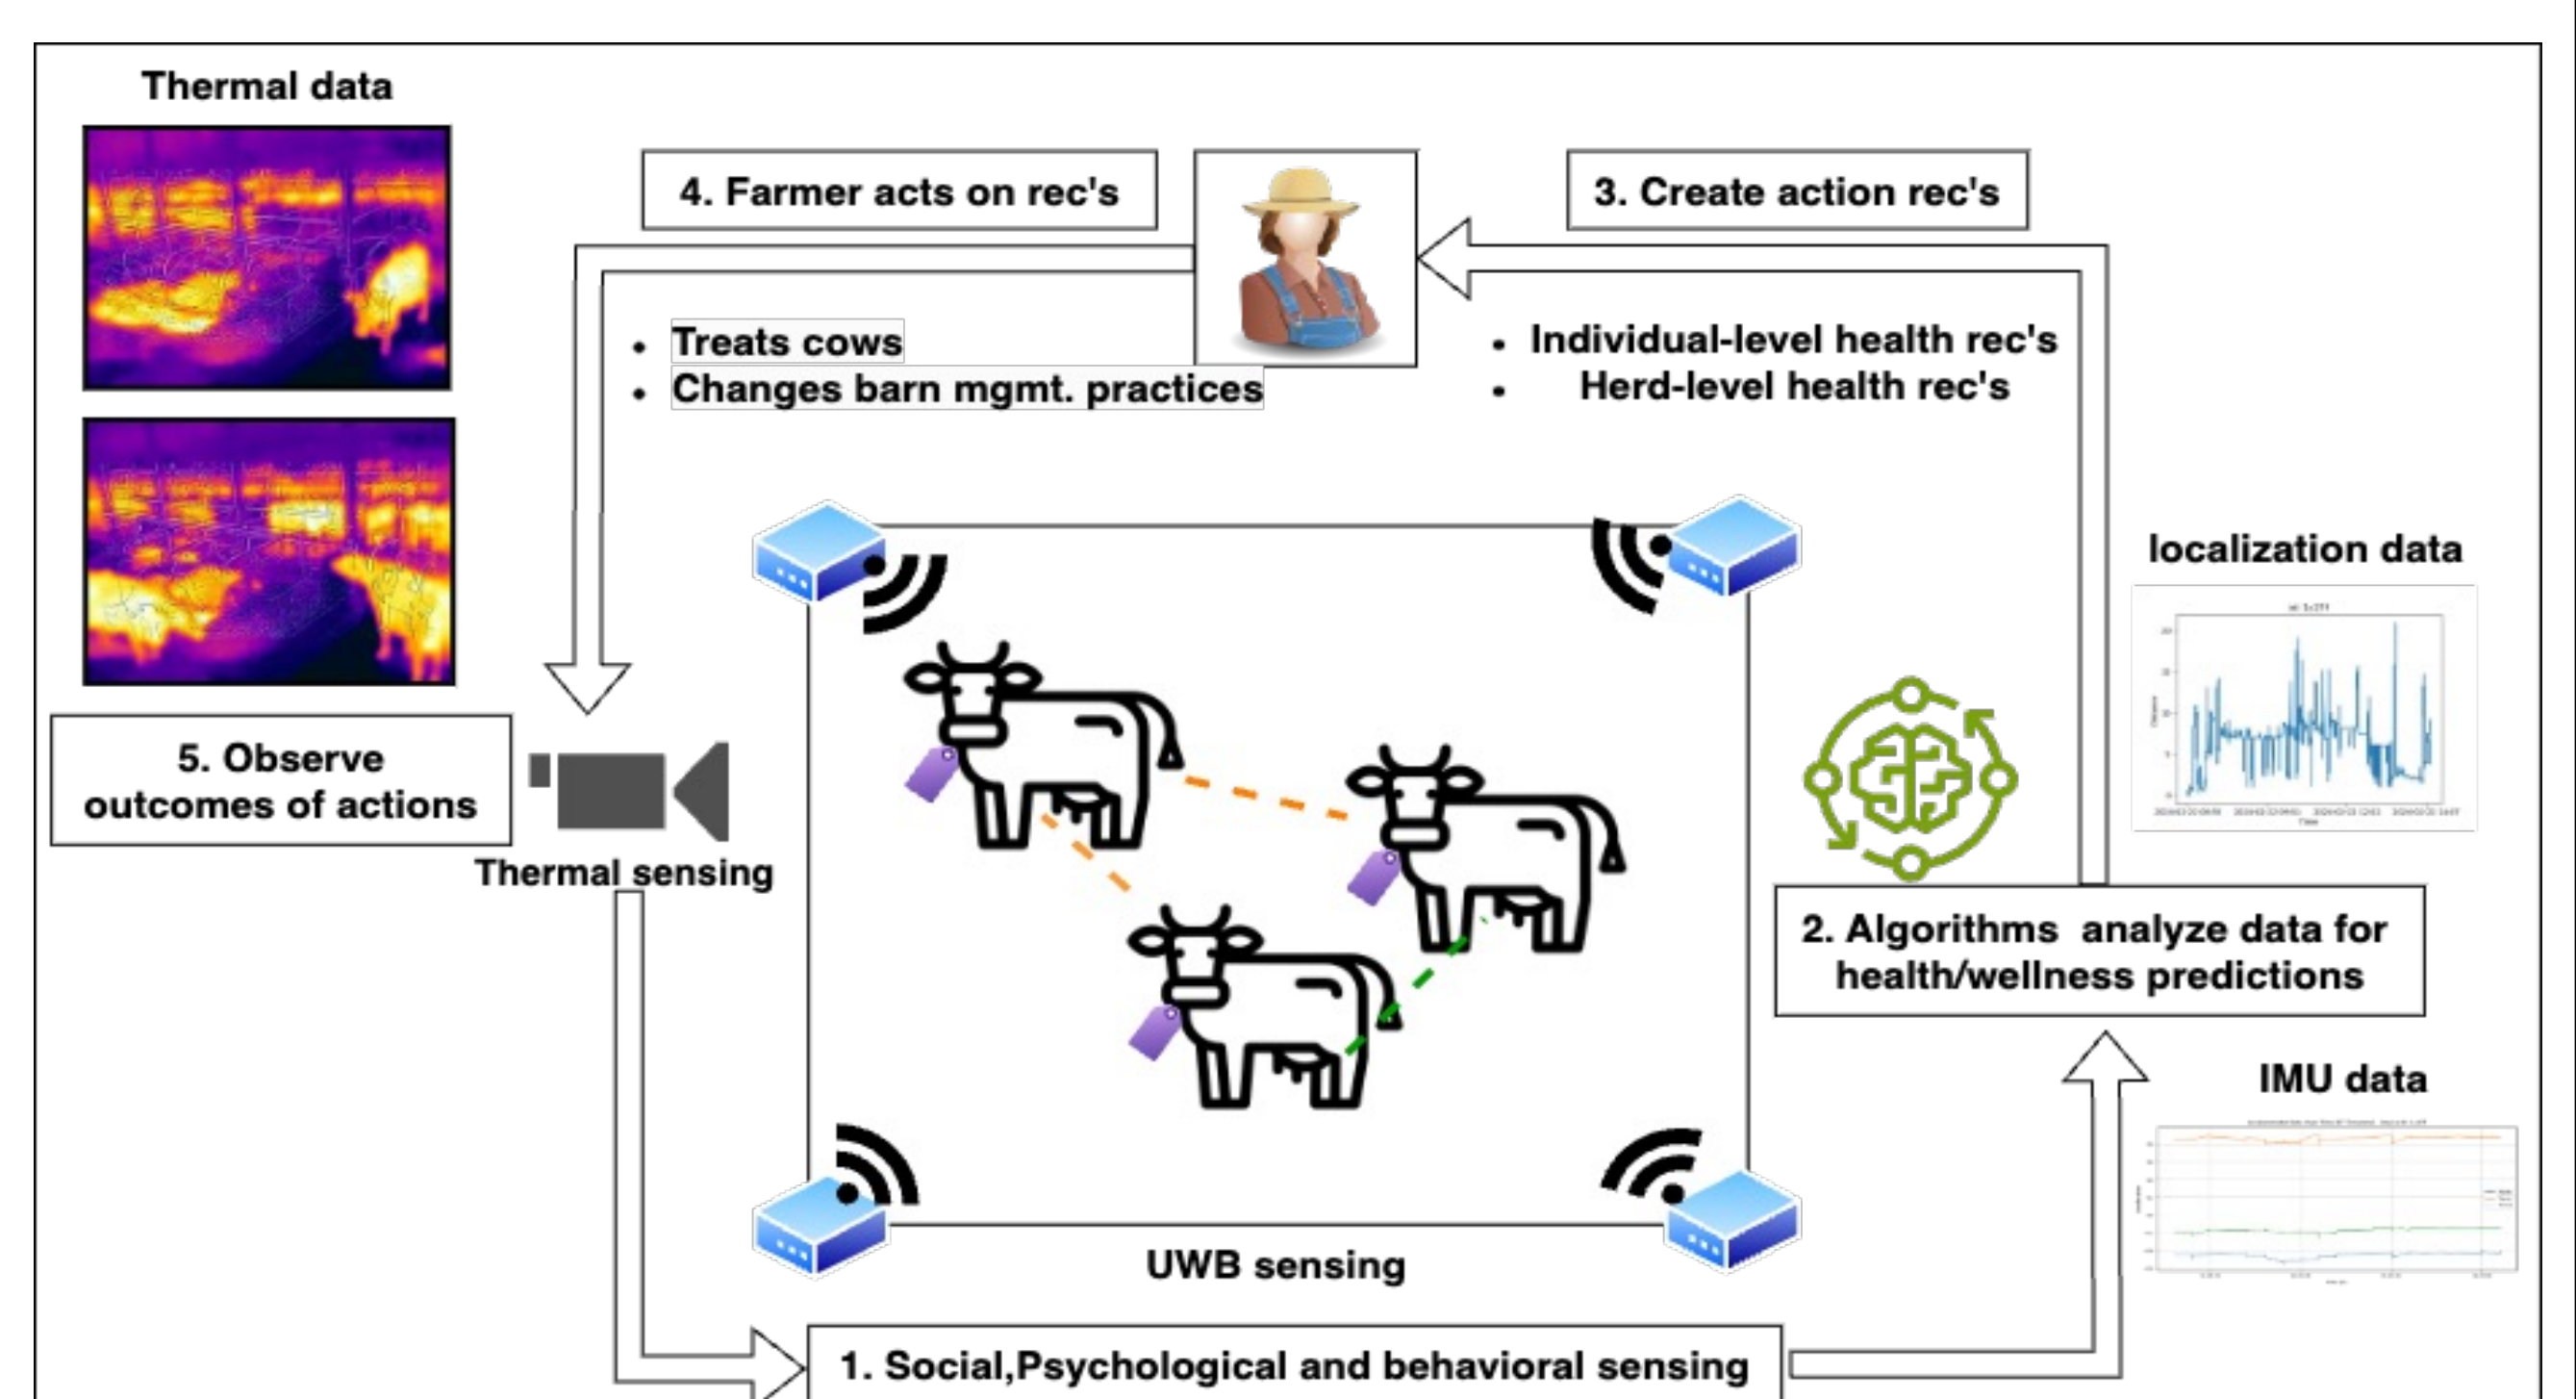 Thermal data
4. Farmer acts on rec's
3. Create action rec's
• Treats cows
• Changes barn mgmt. practices
• Individual-level health rec's
• Herd-level health rec's
localization data
5. Observe
outcomes of actions
Thermal sensing
2. Algorithms analyze data for
health/wellness predictions
IMU data
UWB sensing
1. Social,Psychological and behavioral sensing